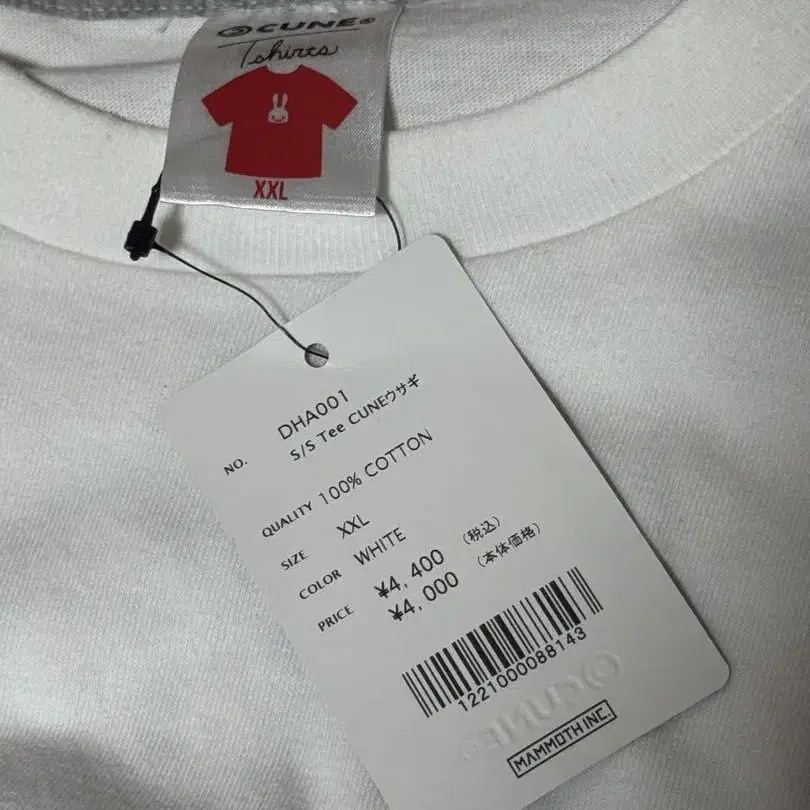 CUNE®
Tshirts
XXL
NO. DHA001
S/S Tee CUNEウサギ
QUALITY 100% COTTON
SIZE XXL
COLOR WHITE
PRICE ¥4,400 (税込)
¥4,000 (本体価格)
1221000088143
CUNE®
MAMMOTH INC.